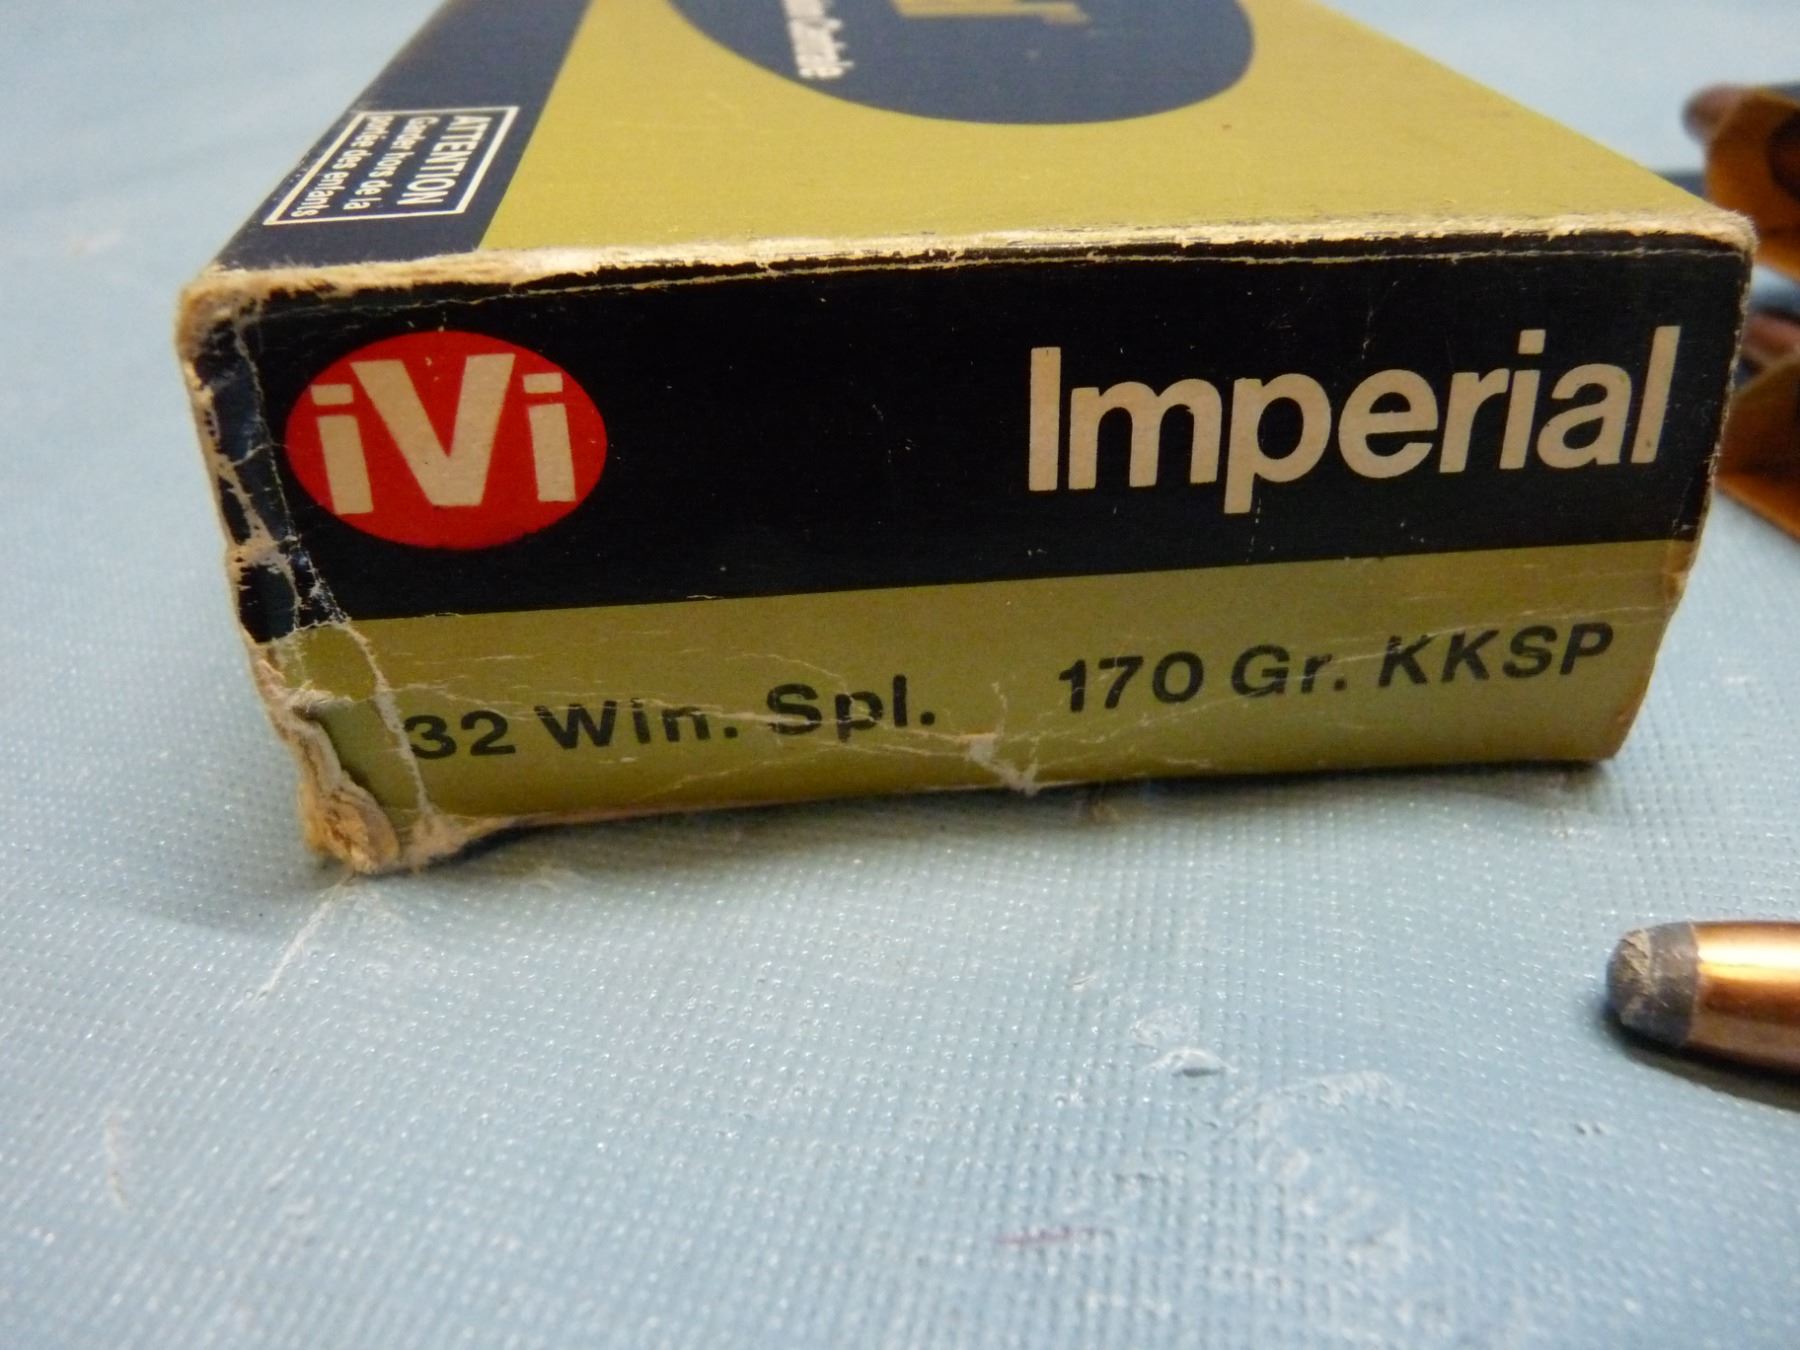 ATTENTION
Garder hors de la
portée des enfants
iVi
Imperial
32 Win. Spl. 170 Gr. KKSP